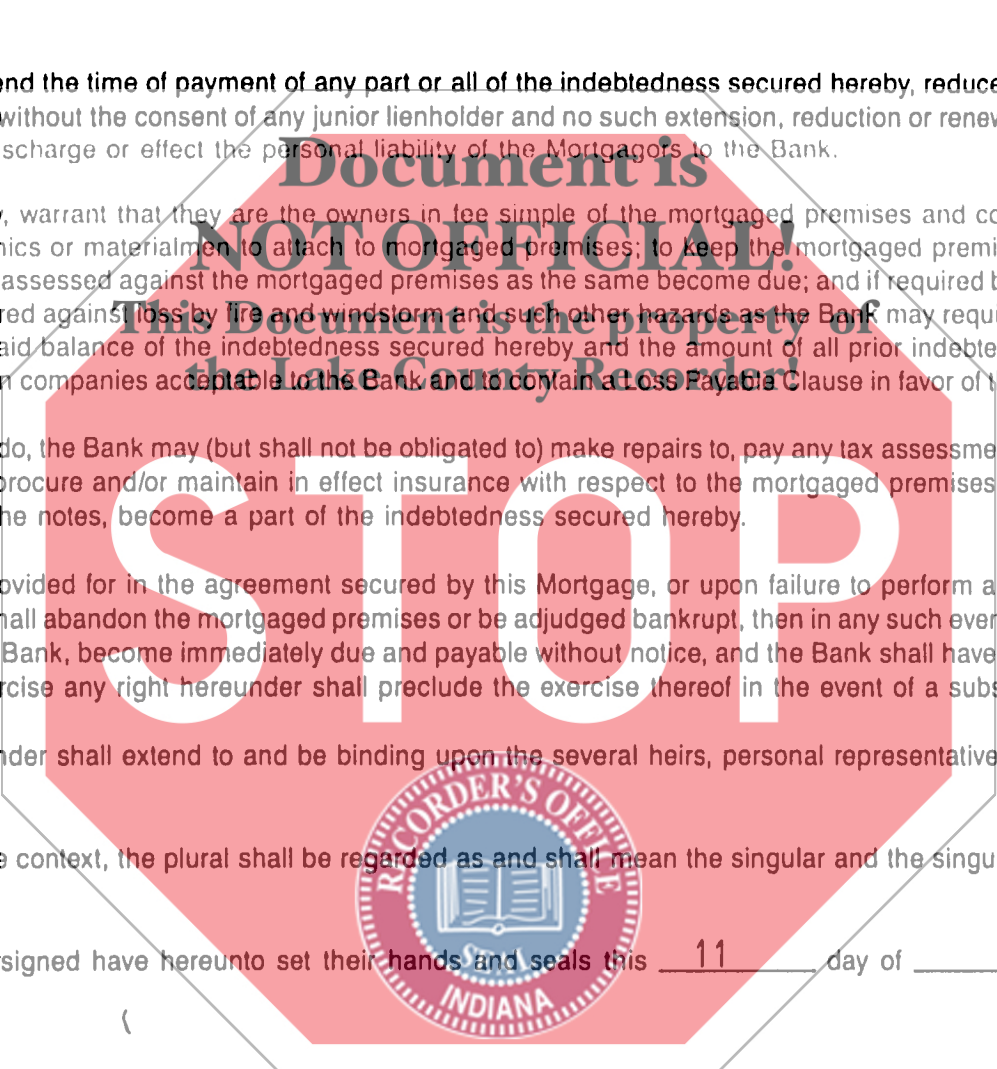 end the time of payment of any part or all of the indebtedness secured hereby, reduce
without the consent of any junior lienholder and no such extension, reduction or renew
scharge or effect the personal liability of the Mortgagors to the Bank.
Document is
, warrant that they are the owners in fee simple of the mortgaged premises and co
NOT OFFICIAL!
nics or materialmen to attach to mortgaged premises; to keep the mortgaged premi
assessed against the mortgaged premises as the same become due; and if required b
This Document is the property of
red against loss by fire and windstorm and such other hazards as the Bank may requi
aid balance of the indebtedness secured hereby and the amount of all prior indebte
the Lake County Recorder!
n companies acceptable to the Bank and to contain a Loss Payable Clause in favor of t
do, the Bank may (but shall not be obligated to) make repairs to, pay any tax assessme
procure and/or maintain in effect insurance with respect to the mortgaged premises
he notes, become a part of the indebtedness secured hereby.
STOP
ovided for in the agreement secured by this Mortgage, or upon failure to perform a
hall abandon the mortgaged premises or be adjudged bankrupt, then in any such even
Bank, become immediately due and payable without notice, and the Bank shall have
rcise any right hereunder shall preclude the exercise thereof in the event of a subs
nder shall extend to and be binding upon the several heirs, personal representative
RECORDER'S OFFICE
e context, the plural shall be regarded as and shall mean the singular and the singu
SEAL
signed have hereunto set their hands and seals this 11 day of
INDIANA